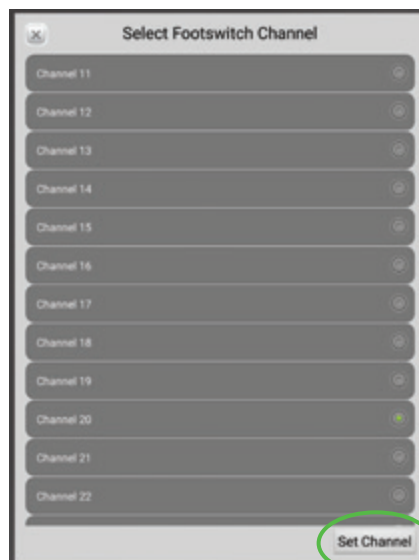 Select Footswitch Channel
Channel 11
Channel 12
Channel 13
Channel 14
Channel 15
Channel 16
Channel 17
Channel 18
Channel 19
Channel 20
Channel 21
Channel 22
Set Channel